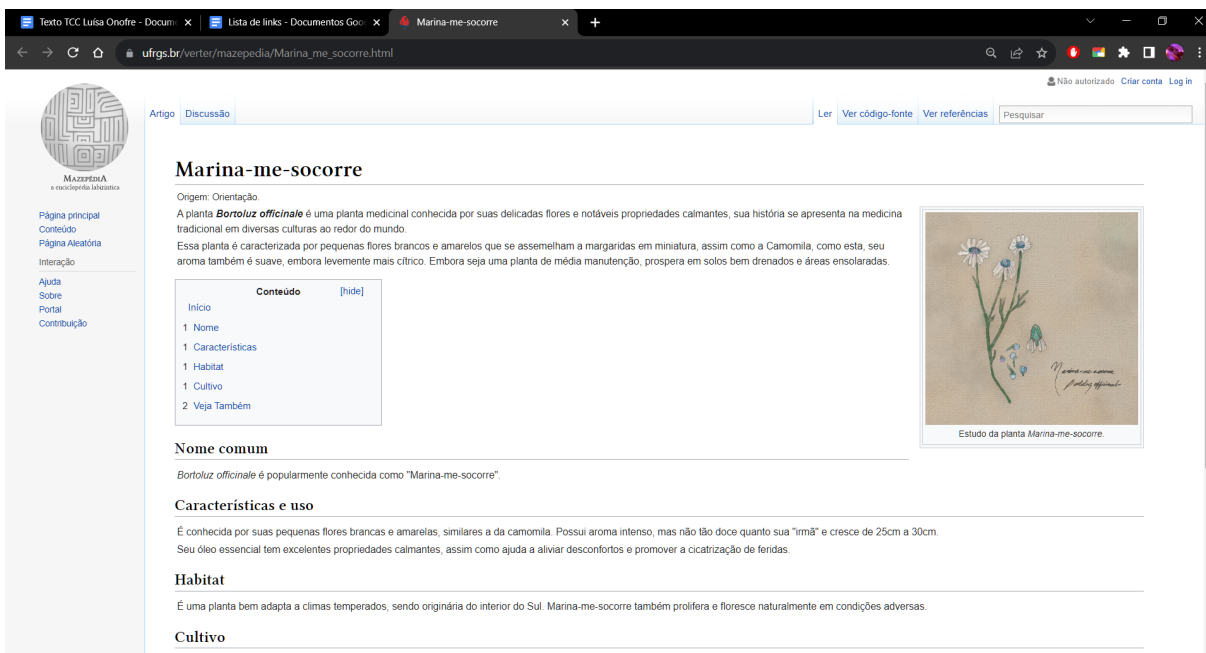 Texto TCC Luísa Onofre - Docume
Lista de links - Documentos Goo
Marina-me-socorre
ufrgs.br/verter/mazepedia/Marina_me_socorre.html
Não autorizado Criar conta Log in
Artigo Discussão
Ler Ver código-fonte Ver referências Pesquisar
MAZEPÉDIA
a enciclopédia labiríntica
Página principal
Conteúdo
Página Aleatória
Interação
Ajuda
Sobre
Portal
Contribuição
Marina-me-socorre
Origem: Orientação.
A planta Bortoluz officinale é uma planta medicinal conhecida por suas delicadas flores e notáveis propriedades calmantes, sua história se apresenta na medicina
tradicional em diversas culturas ao redor do mundo.
Essa planta é caracterizada por pequenas flores brancos e amarelos que se assemelham a margaridas em miniatura, assim como a Camomila, como esta, seu
aroma também é suave, embora levemente mais cítrico. Embora seja uma planta de média manutenção, prospera em solos bem drenados e áreas ensolaradas.
Conteúdo [hide]
Início
1 Nome
1 Características
1 Habitat
1 Cultivo
2 Veja Também
Marina-me-socorre
Estudo da planta Marina-me-socorre.
Nome comum
Bortoluz officinale é popularmente conhecida como "Marina-me-socorre".
Características e uso
É conhecida por suas pequenas flores brancas e amarelas, similares a da camomila. Possui aroma intenso, mas não tão doce quanto sua "irmã" e cresce de 25cm a 30cm.
Seu óleo essencial tem excelentes propriedades calmantes, assim como ajuda a aliviar desconfortos e promover a cicatrização de feridas.
Habitat
É uma planta bem adapta a climas temperados, sendo originária do interior do Sul. Marina-me-socorre também prolifera e floresce naturalmente em condições adversas.
Cultivo